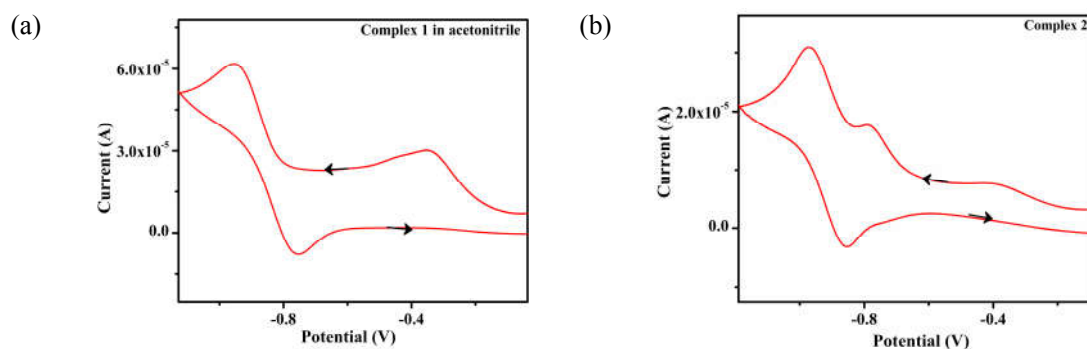 (a)
Complex 1 in acetonitrile
6.0x10⁻⁵
3.0x10⁻⁵
0.0
Current (A)
-0.8
-0.4
Potential (V)
(b)
Complex 2
2.0x10⁻⁵
0.0
Current (A)
-0.8
-0.4
Potential (V)